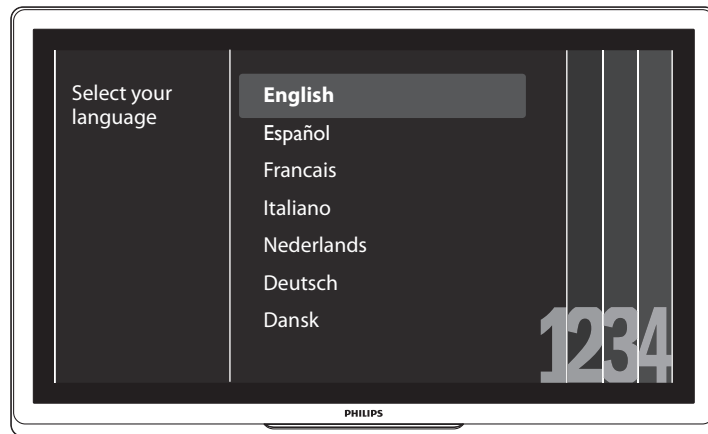 Select your
language
English
Español
Francais
Italiano
Nederlands
Deutsch
Dansk
1234
PHILIPS